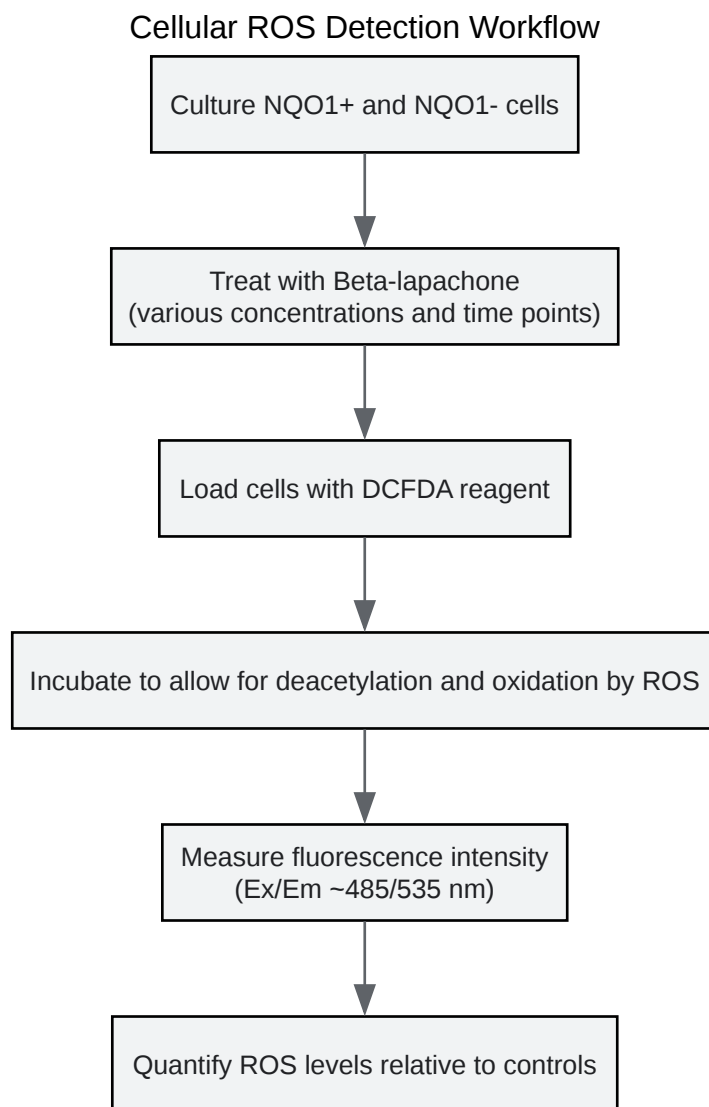 Cellular ROS Detection Workflow
Culture NQO1+ and NQO1- cells
Treat with Beta-lapachone
(various concentrations and time points)
Load cells with DCFDA reagent
Incubate to allow for deacetylation and oxidation by ROS
Measure fluorescence intensity
(Ex/Em ~485/535 nm)
Quantify ROS levels relative to controls